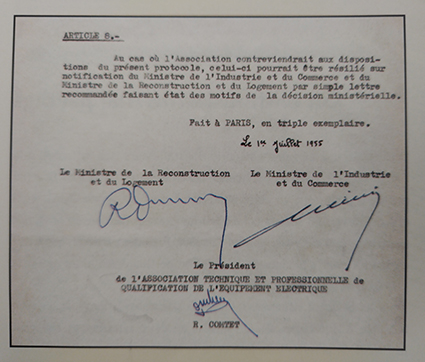 ARTICLE 8.-
Au cas où l'Association contreviendrait aux disposi-
tions du présent protocole, celui-ci pourrait être résilié sur
notification du Ministre de l'Industrie et du Commerce et du
Ministre de la Reconstruction et du Logement par simple lettre
recommandée faisant état des motifs de la décision ministérielle.
Fait à PARIS, en triple exemplaire.
Le 1er Juillet 1955
Le Ministre de la Reconstruction
et du Logement
Le Ministre de l'Industrie
et du Commerce
Le Président
de l'ASSOCIATION TECHNIQUE ET PROFESSIONNELLE de
QUALIFICATION DE L'EQUIPEMENT ELECTRIQUE
R. COMTET